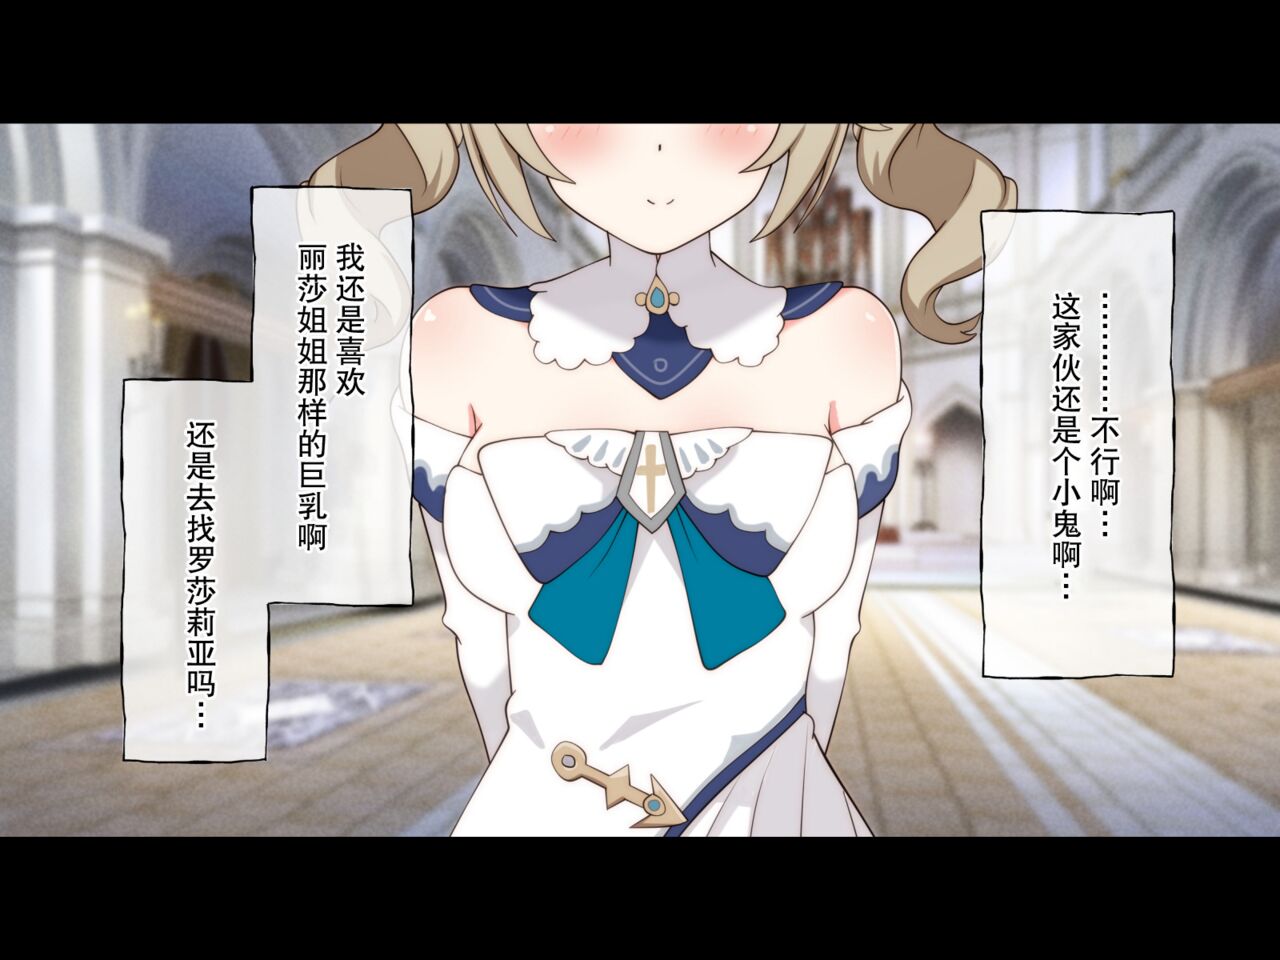 …………不行啊…
这家伙还是个小鬼啊…
我还是喜欢
丽莎姐姐那样的巨乳啊
还是去找罗莎莉亚吗…